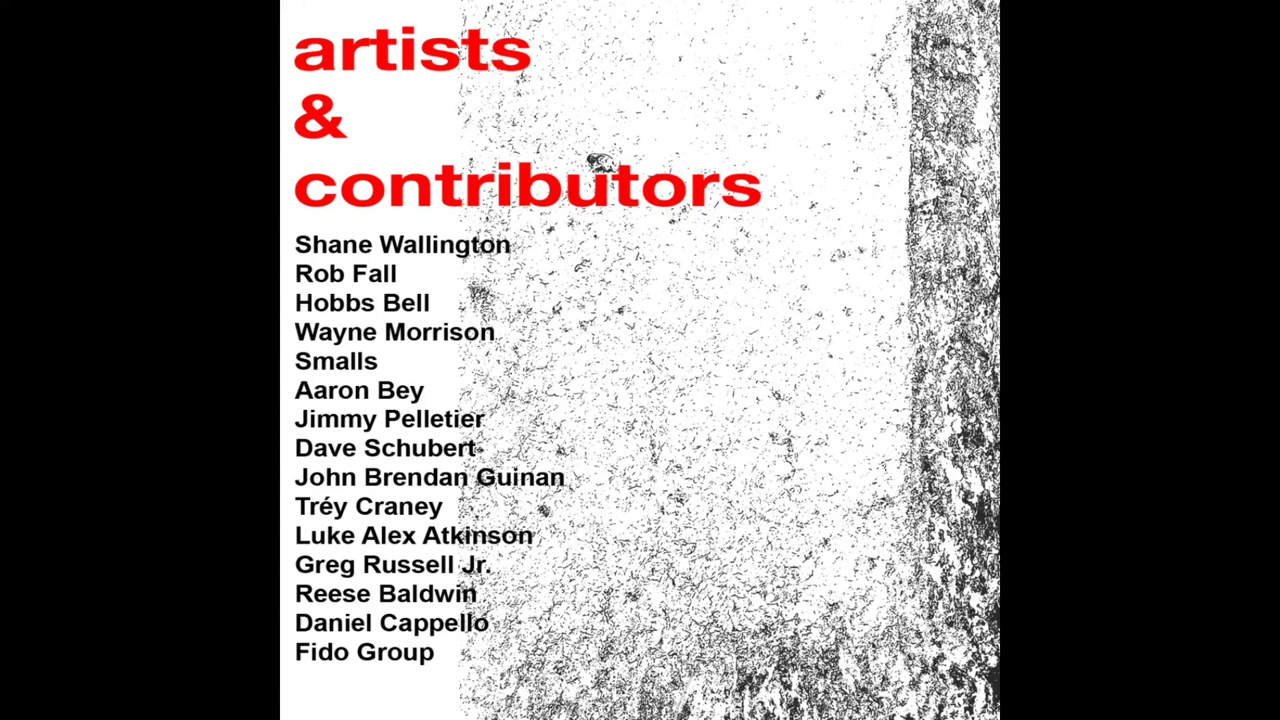 artists
&
contributors
Shane Wallington
Rob Fall
Hobbs Bell
Wayne Morrison
Smalls
Aaron Bey
Jimmy Pelletier
Dave Schubert
John Brendan Guinan
Tréy Craney
Luke Alex Atkinson
Greg Russell Jr.
Reese Baldwin
Daniel Cappello
Fido Group